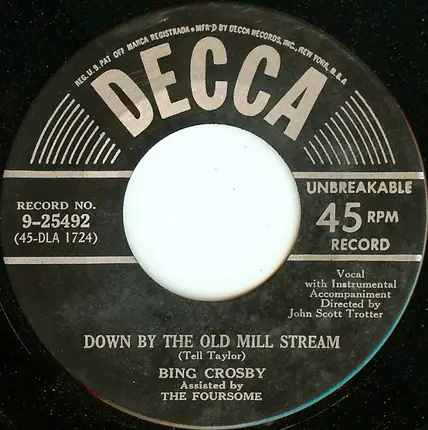 REG. U.S. PAT. OFF. MARCA REGISTRADA • MFR'D BY DECCA RECORDS, INC., NEW YORK, U.S.A.
DECCA
RECORD NO.
9-25492
(45-DLA 1724)
UNBREAKABLE
45 RPM
RECORD
Vocal
with Instrumental
Accompaniment
Directed by
John Scott Trotter
DOWN BY THE OLD MILL STREAM
(Tell Taylor)
BING CROSBY
Assisted by
THE FOURSOME